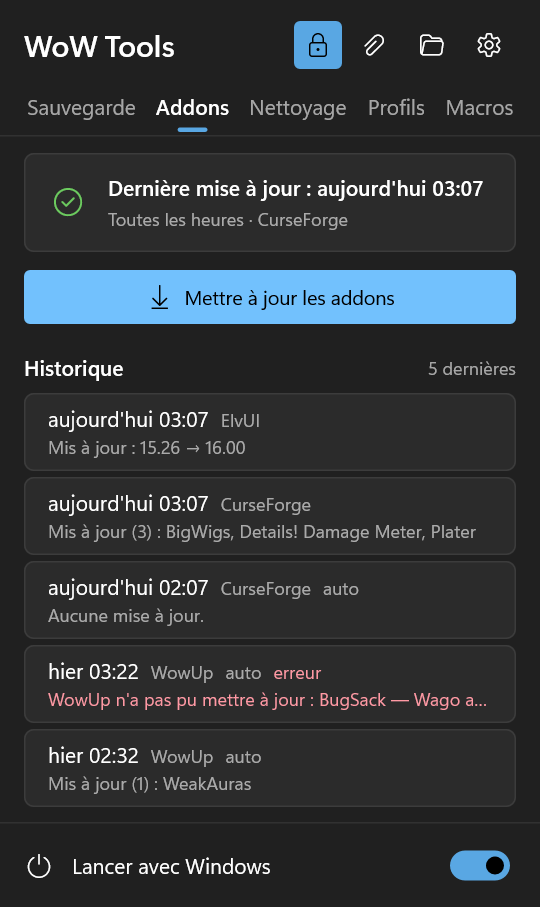 WoW Tools
Sauvegarde Addons Nettoyage Profils Macros
Dernière mise à jour : aujourd'hui 03:07
Toutes les heures · CurseForge
Mettre à jour les addons
Historique 5 dernières
aujourd'hui 03:07 ElvUI
Mis à jour : 15.26 → 16.00
aujourd'hui 03:07 CurseForge
Mis à jour (3) : BigWigs, Details! Damage Meter, Plater
aujourd'hui 02:07 CurseForge auto
Aucune mise à jour.
hier 03:22 WowUp auto erreur
WowUp n'a pas pu mettre à jour : BugSack — Wago a...
hier 02:32 WowUp auto
Mis à jour (1) : WeakAuras
Lancer avec Windows